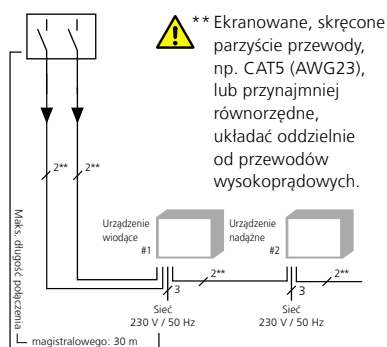 ** Ekranowane, skręcone
parzyście przewody,
np. CAT5 (AWG23),
lub przynajmniej
równorzędne,
układać oddzielnie
od przewodów
wysokoprądowych.
2**
2**
Urządzenie
wiodące
#1
Urządzenie
nadążne
#2
2**
2**
3
3
Sieć
230 V / 50 Hz
Sieć
230 V / 50 Hz
Maks. długość połączenia
magistralowego: 30 m